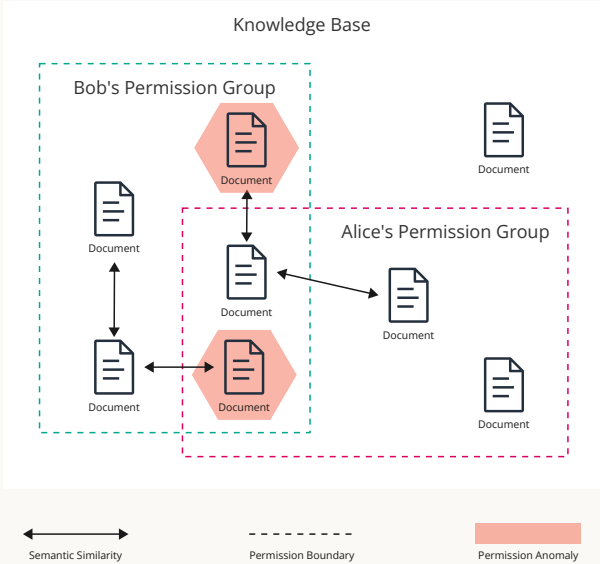 Knowledge Base
Bob's Permission Group
Document
Document
Document
Alice's Permission Group
Document
Document
Document
Document
Document
Semantic Similarity
Permission Boundary
Permission Anomaly